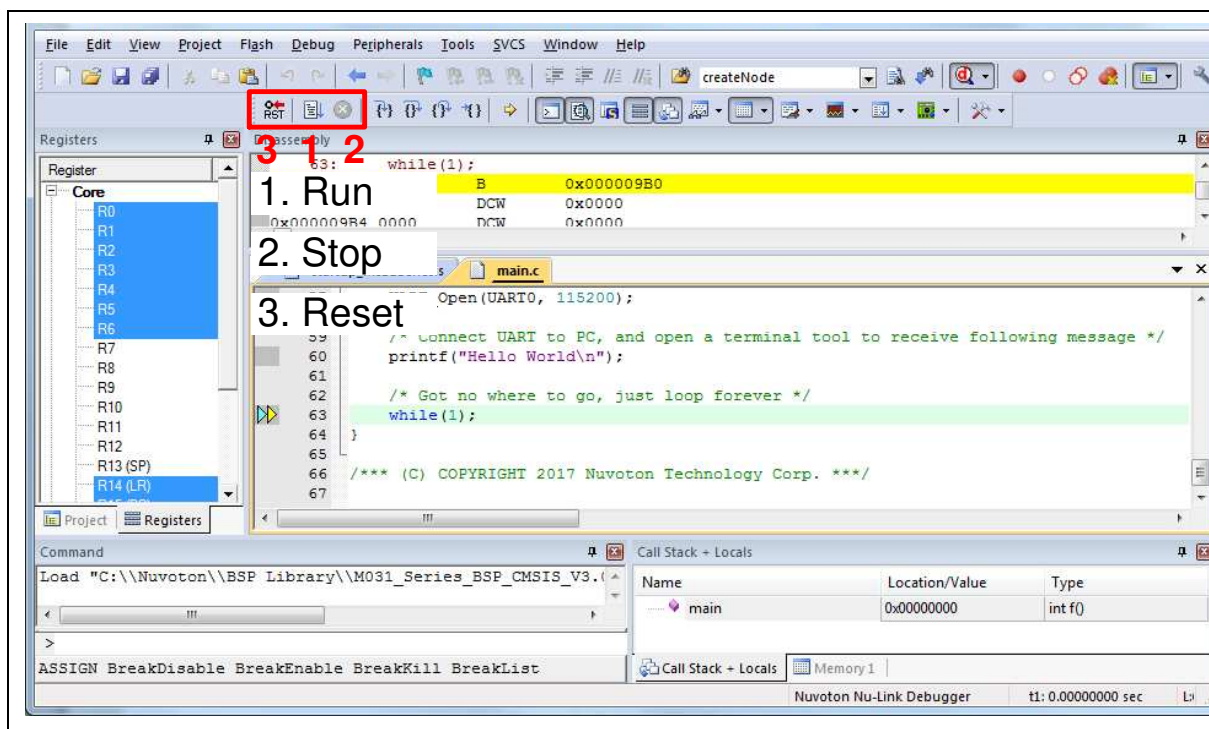 File Edit View Project Flash Debug Peripherals Tools SVCS Window Help
createNode
RST
Registers
Disassembly
3 1 2
Register
Core
R0
R1
R2
R3
R4
R5
R6
R7
R8
R9
R10
R11
R12
R13 (SP)
R14 (LR)
Project Registers
63: while(1);
1. Run
B 0x000009B0
DCW 0x0000
0x000009B4 0000 DCW 0x0000
2. Stop
main.c
3. Reset
Open(UART0, 115200);
59 /* Connect UART to PC, and open a terminal tool to receive following message */
60 printf("Hello World\n");
61
62 /* Got no where to go, just loop forever */
63 while(1);
64 }
65
66 /*** (C) COPYRIGHT 2017 Nuvoton Technology Corp. ***/
67
Command
Load "C:\\Nuvoton\\BSP Library\\M031_Series_BSP_CMSIS_V3.(
>
ASSIGN BreakDisable BreakEnable BreakKill BreakList
Call Stack + Locals
Name Location/Value Type
main 0x00000000 int f()
Call Stack + Locals Memory 1
Nuvoton Nu-Link Debugger t1: 0.00000000 sec